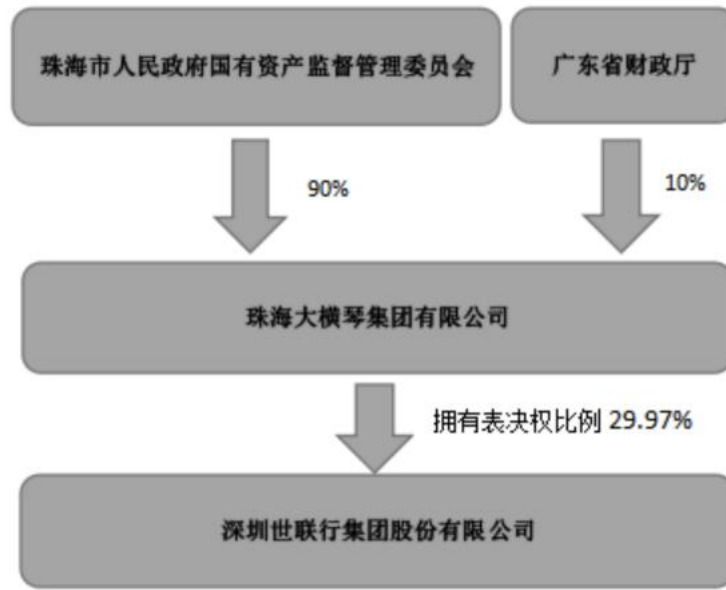 珠海市人民政府国有资产监督管理委员会
广东省财政厅
90%
10%
珠海大横琴集团有限公司
拥有表决权比例 29.97%
深圳世联行集团股份有限公司